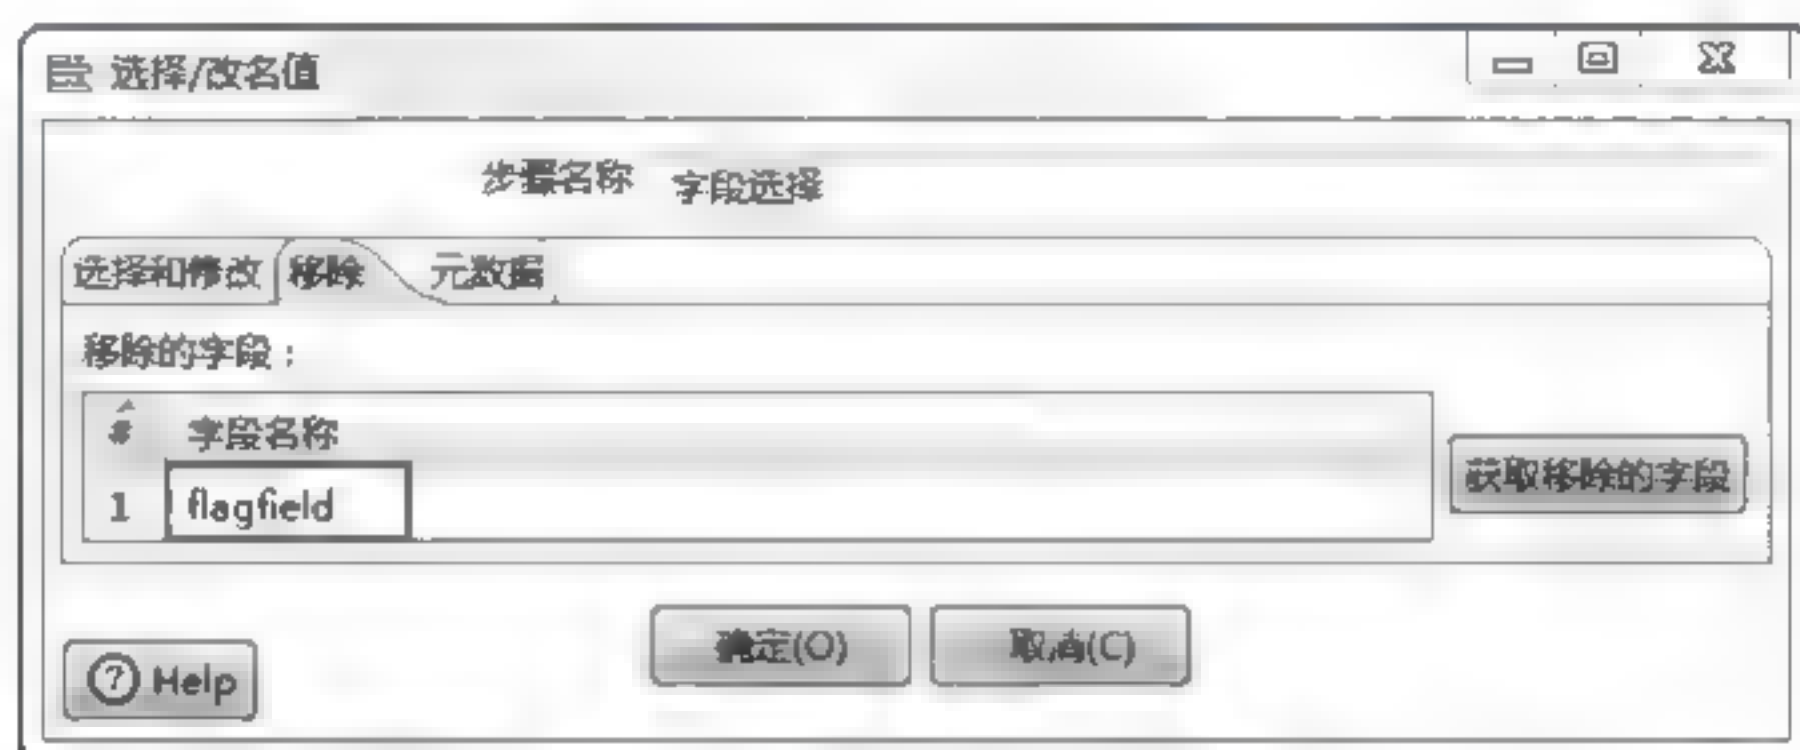 选择/改名值
步骤名称 字段选择
选择和修改 移除 元数据
移除的字段：
# 字段名称
1 flagfield
获取移除的字段
确定(O) 取消(C)
Help